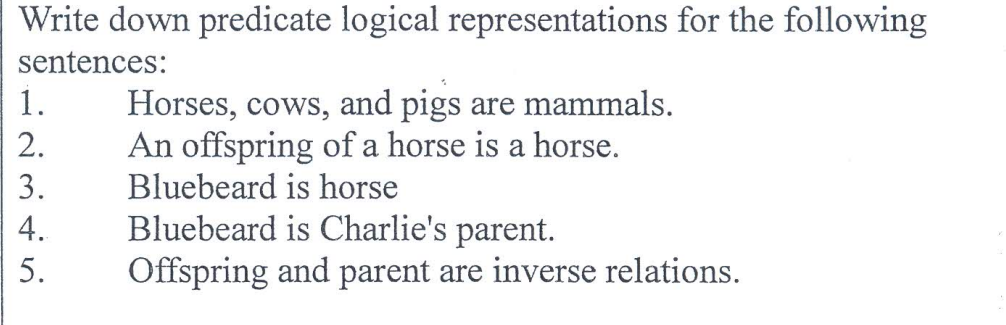 Write down predicate logical representations for the following
sentences:
1. Horses, cows, and pigs are mammals.
2. An offspring of a horse is a horse.
3. Bluebeard is horse
4. Bluebeard is Charlie's parent.
5. Offspring and parent are inverse relations.